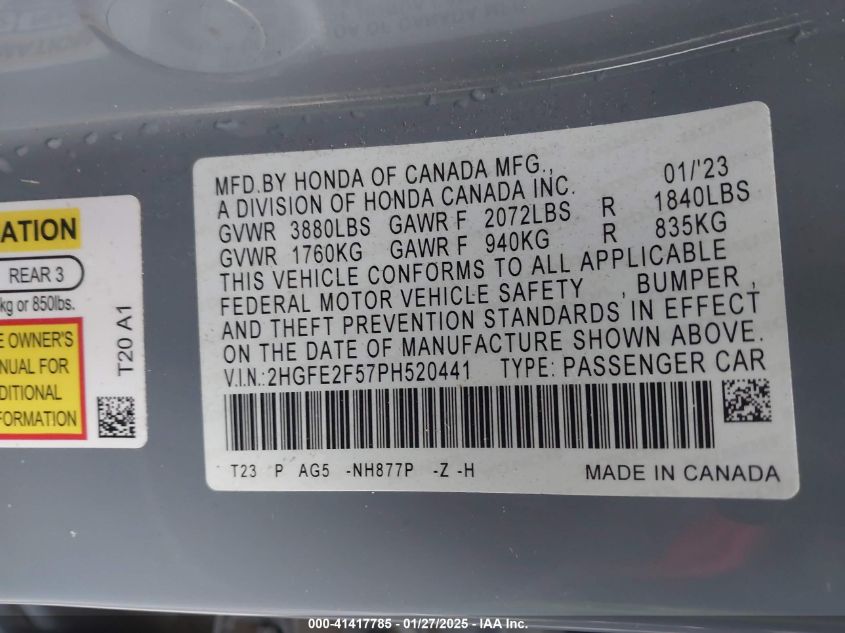 ATION
REAR 3
kg or 850lbs.
E OWNER'S
NUAL FOR
DITIONAL
FORMATION
T20 A1
MFD.BY HONDA OF CANADA MFG., 01/'23
A DIVISION OF HONDA CANADA INC.
GVWR 3880LBS GAWR F 2072LBS R 1840LBS
GVWR 1760KG GAWR F 940KG R 835KG
THIS VEHICLE CONFORMS TO ALL APPLICABLE
FEDERAL MOTOR VEHICLE SAFETY , BUMPER ,
AND THEFT PREVENTION STANDARDS IN EFFECT
ON THE DATE OF MANUFACTURE SHOWN ABOVE.
V.I.N.:2HGFE2F57PH520441 TYPE: PASSENGER CAR
T23 P AG5 -NH877P -Z -H MADE IN CANADA
000-41417785 - 01/27/2025 - IAA Inc.